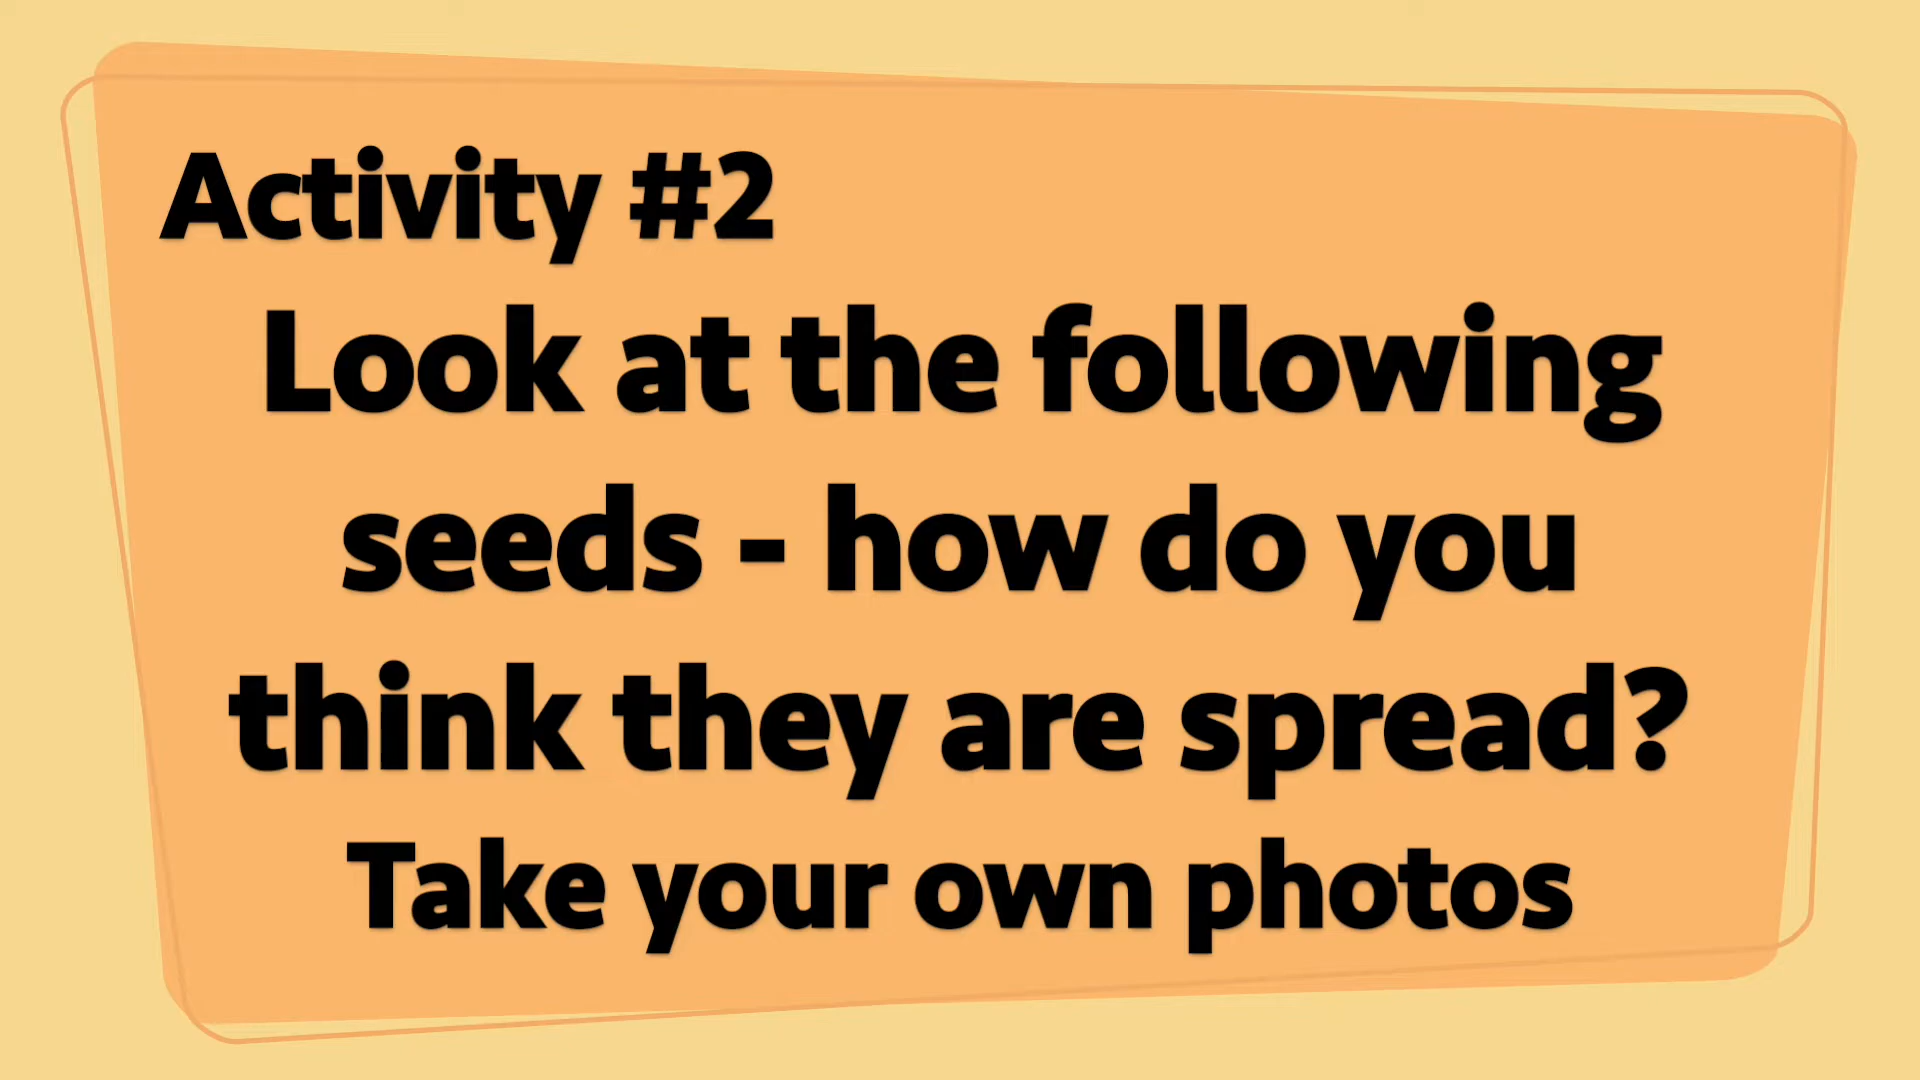 Activity #2
Look at the following
seeds - how do you
think they are spread?
Take your own photos